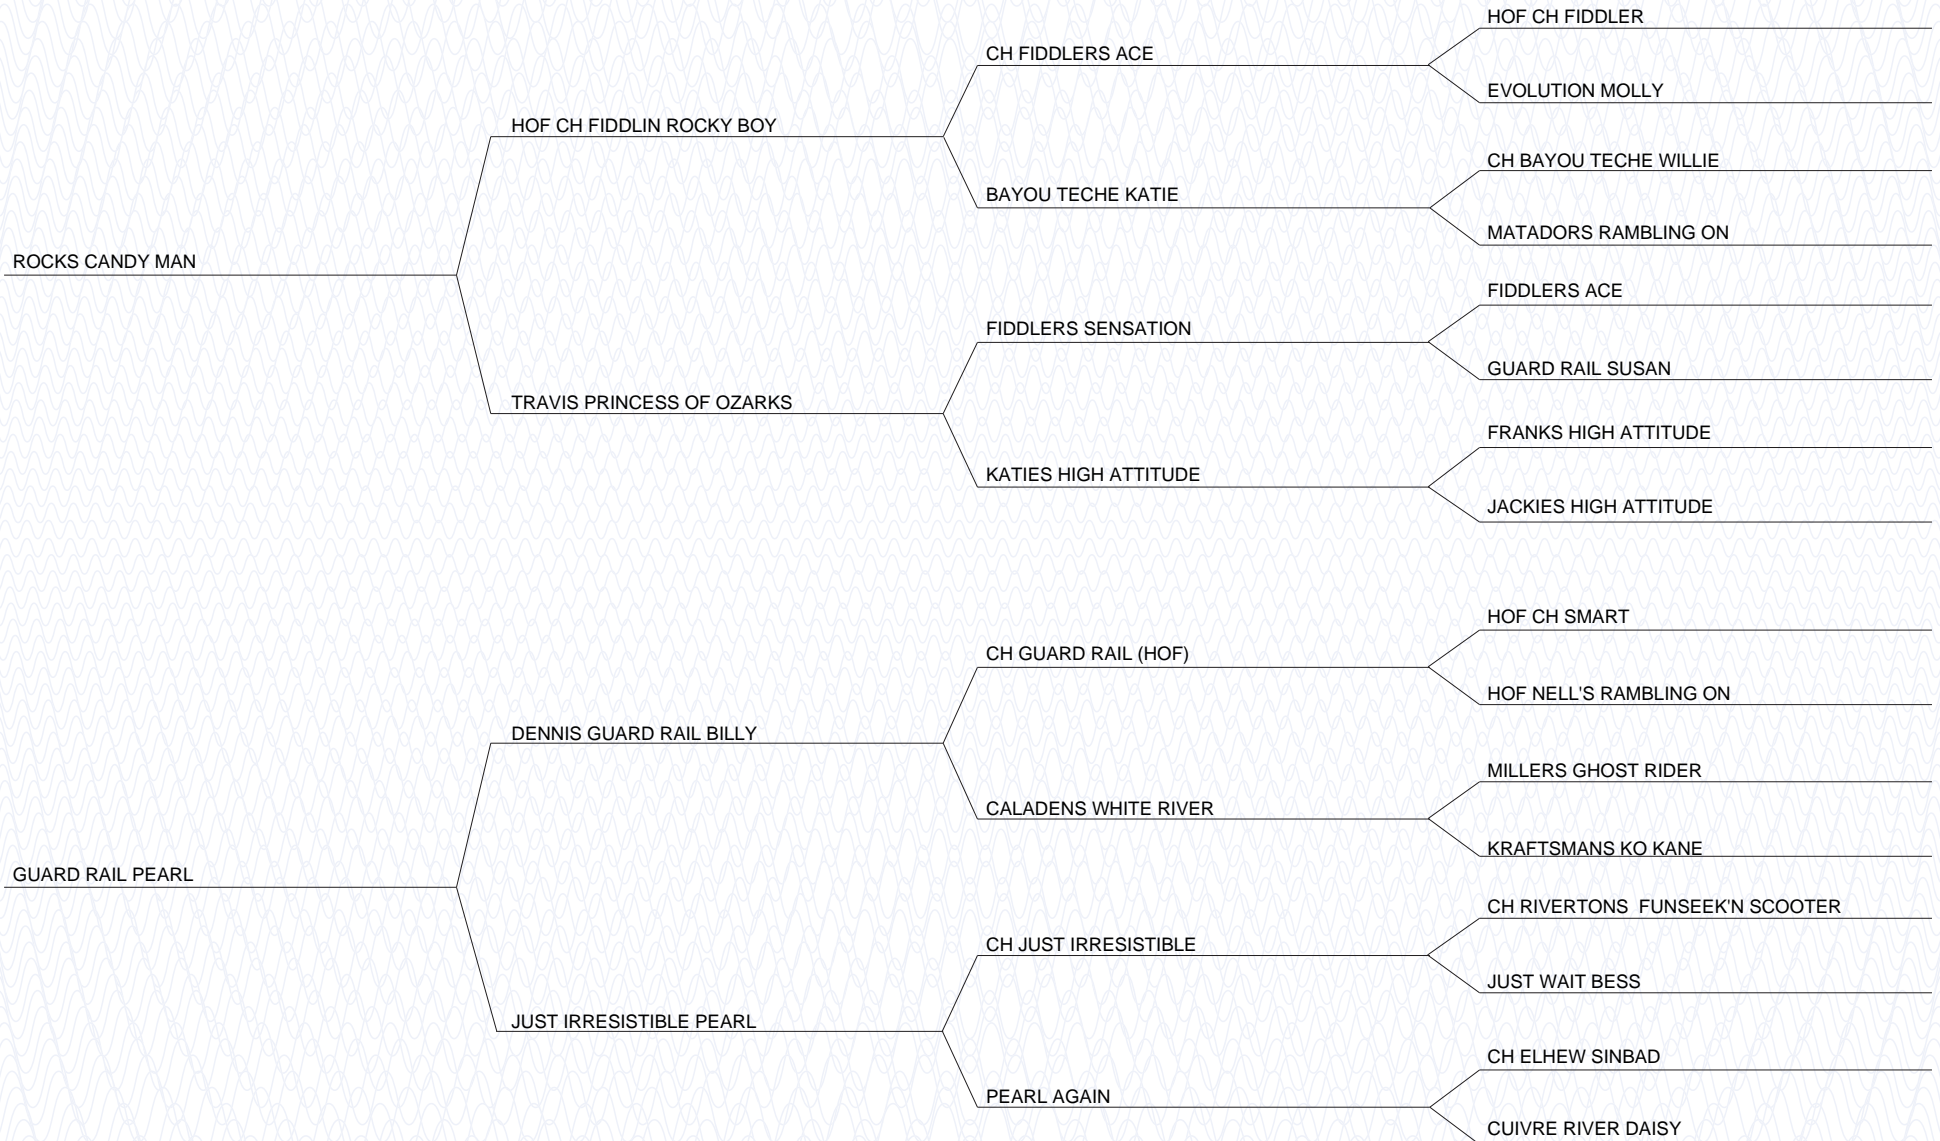 HOF CH FIDDLER
CH FIDDLERS ACE
EVOLUTION MOLLY
HOF CH FIDDLIN ROCKY BOY
CH BAYOU TECHE WILLIE
BAYOU TECHE KATIE
MATADORS RAMBLING ON
ROCKS CANDY MAN
FIDDLERS ACE
FIDDLERS SENSATION
GUARD RAIL SUSAN
TRAVIS PRINCESS OF OZARKS
FRANKS HIGH ATTITUDE
KATIES HIGH ATTITUDE
JACKIES HIGH ATTITUDE
HOF CH SMART
CH GUARD RAIL (HOF)
HOF NELL'S RAMBLING ON
DENNIS GUARD RAIL BILLY
MILLERS GHOST RIDER
CALADENS WHITE RIVER
KRAFTSMANS KO KANE
GUARD RAIL PEARL
CH RIVERTONS  FUNSEEK'N SCOOTER
CH JUST IRRESISTIBLE
JUST WAIT BESS
JUST IRRESISTIBLE PEARL
CH ELHEW SINBAD
PEARL AGAIN
CUIVRE RIVER DAISY